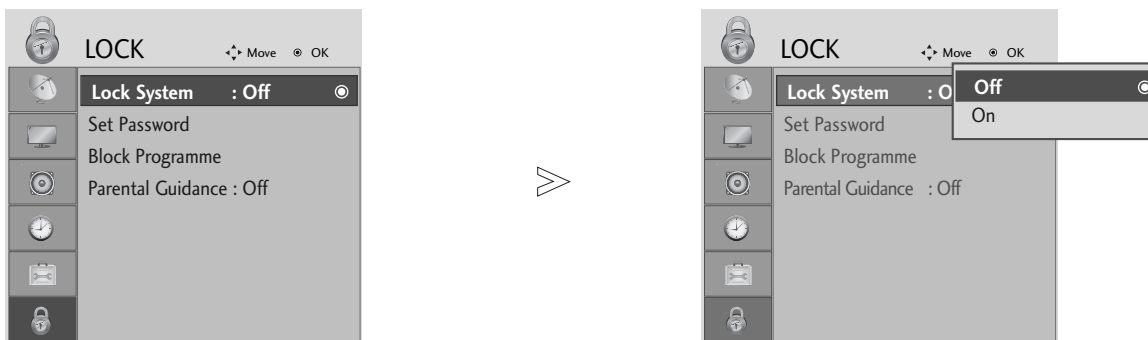 LOCK Move OK
Lock System : Off
Set Password
Block Programme
Parental Guidance : Off
LOCK Move OK
Lock System : O
Off
On
Set Password
Block Programme
Parental Guidance : Off